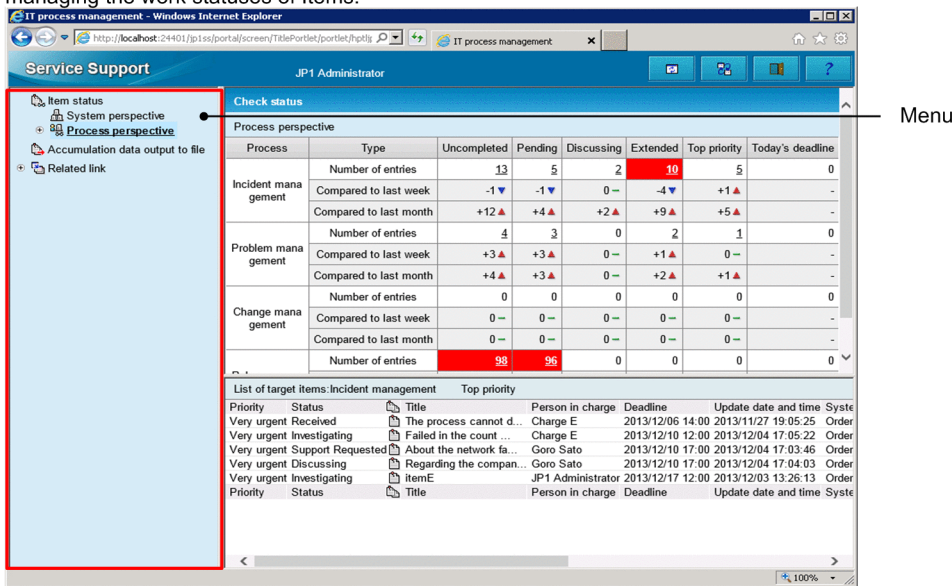 managing the work statuses of items.
IT process management - Windows Internet Explorer
http://localhost:24401/jp1ss/portal/screen/TitlePortlet/portlet/hptl
IT process management
Service Support
JP1 Administrator
?
Menu
Item status
System perspective
Process perspective
Accumulation data output to file
Related link
Check status
Process perspective
Process Type Uncompleted Pending Discussing Extended Top priority Today's deadline
Incident mana
gement
Number of entries 13 5 2 10 5 0
Compared to last week -1▼ -1▼ 0− -4▼ +1▲ -
Compared to last month +12▲ +4▲ +2▲ +9▲ +5▲ -
Problem mana
gement
Number of entries 4 3 0 2 1 0
Compared to last week +3▲ +3▲ 0− +1▲ 0− -
Compared to last month +4▲ +3▲ 0− +2▲ +1▲ -
Change mana
gement
Number of entries 0 0 0 0 0 0
Compared to last week 0− 0− 0− 0− 0− -
Compared to last month 0− 0− 0− 0− 0− -
Number of entries 98 96 0 0 0 0
List of target items:Incident management Top priority
Priority Status Title Person in charge Deadline Update date and time Syste
Very urgent Received The process cannot d... Charge E 2013/12/06 14:00 2013/11/27 19:05:25 Order
Very urgent Investigating Failed in the count ... Charge E 2013/12/10 12:00 2013/12/04 17:05:22 Order
Very urgent Support Requested About the network fa... Goro Sato 2013/12/10 17:00 2013/12/04 17:03:46 Order
Very urgent Discussing Regarding the compan... Goro Sato 2013/12/10 17:00 2013/12/04 17:04:03 Order
Very urgent Investigating itemE JP1 Administrator 2013/12/17 12:00 2013/12/03 13:26:13 Order
Priority Status Title Person in charge Deadline Update date and time Syste
100%